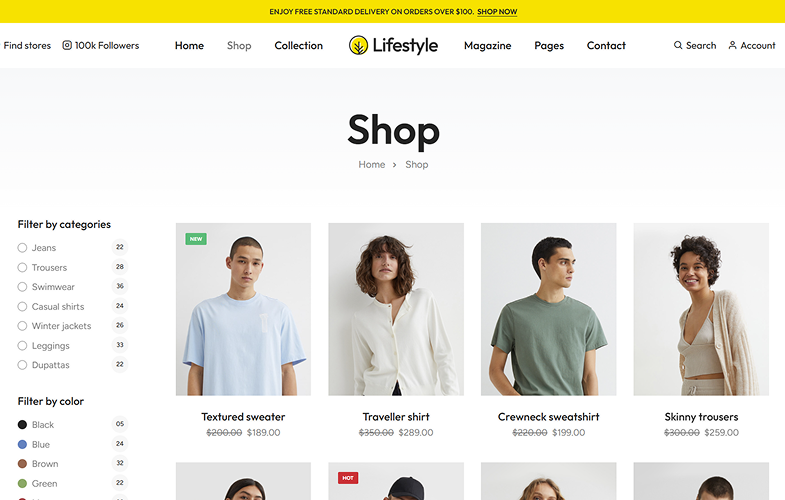 ENJOY FREE STANDARD DELIVERY ON ORDERS OVER $100. SHOP NOW
Find stores 100k Followers Home Shop Collection Lifestyle Magazine Pages Contact Search Account
Shop
Home > Shop
Filter by categories
Jeans 22
Trousers 28
Swimwear 36
Casual shirts 24
Winter jackets 26
Leggings 33
Dupattas 22
Filter by color
Black 05
Blue 24
Brown 32
Green 22
NEW
Textured sweater
$200.00 $189.00
Traveller shirt
$350.00 $289.00
Crewneck sweatshirt
$220.00 $199.00
Skinny trousers
$300.00 $259.00
HOT